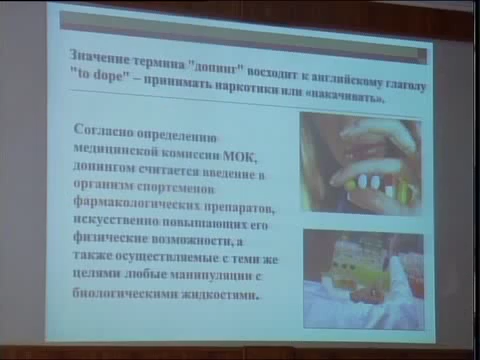 Значение термина "допинг" восходит к английскому глаголу
"to dope" – принимать наркотики или «накачивать».
Согласно определению
медицинской комиссии МОК,
допингом считается введение в
организм спортсменов
фармакологических препаратов,
искусственно повышающих его
физические возможности, а
также осуществляемые с теми же
целями любые манипуляции с
биологическими жидкостями.